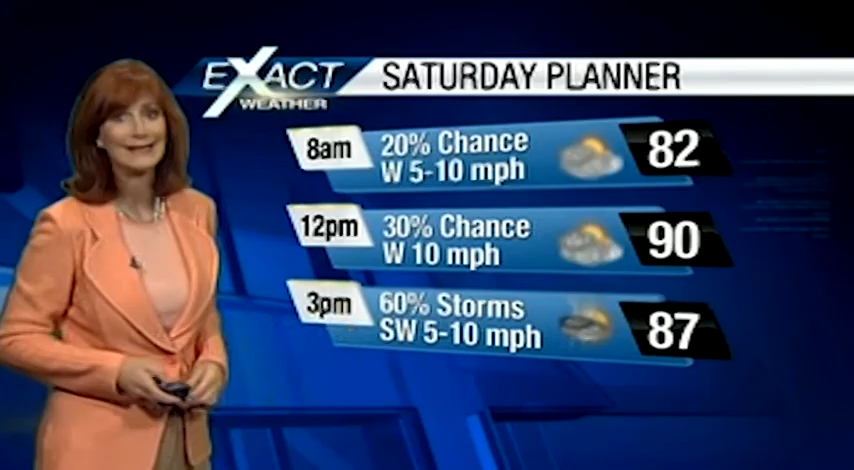 EXACT
WEATHER
SATURDAY PLANNER
8am
20% Chance
W 5-10 mph
82
12pm
30% Chance
W 10 mph
90
3pm
60% Storms
SW 5-10 mph
87